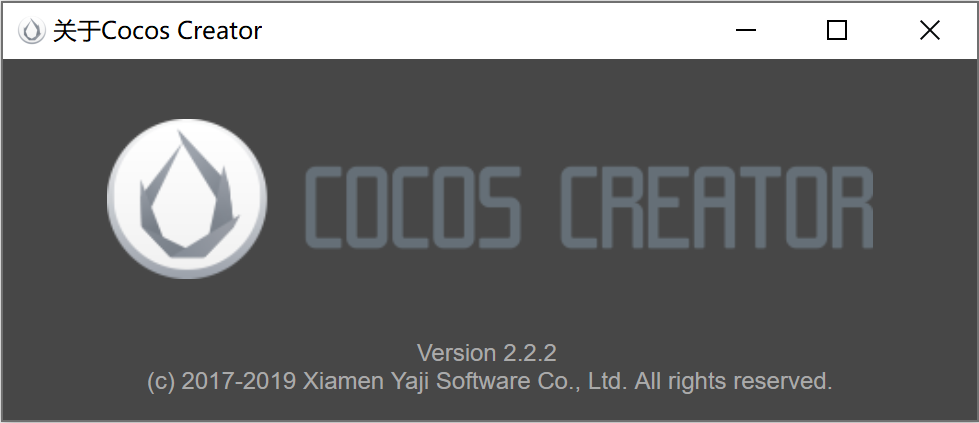 关于Cocos Creator
COCOS CREATOR
Version 2.2.2
(c) 2017-2019 Xiamen Yaji Software Co., Ltd. All rights reserved.